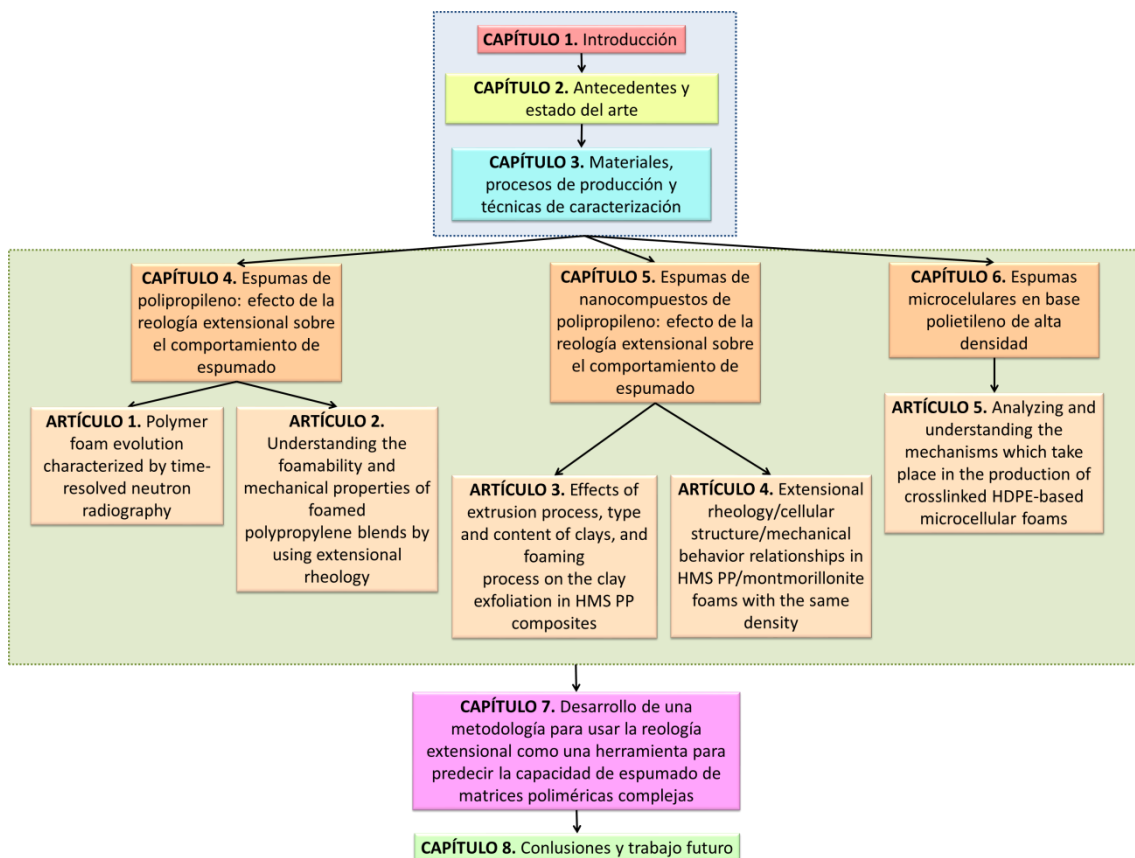 CAPÍTULO 1. Introducción
CAPÍTULO 2. Antecedentes y
estado del arte
CAPÍTULO 3. Materiales,
procesos de producción y
técnicas de caracterización
CAPÍTULO 4. Espumas de
polipropileno: efecto de la
reología extensional sobre
el comportamiento de
espumado
CAPÍTULO 5. Espumas de
nanocompuestos de
polipropileno: efecto de la
reología extensional sobre
el comportamiento de
espumado
CAPÍTULO 6. Espumas
microcelulares en base
polietileno de alta
densidad
ARTÍCULO 1. Polymer
foam evolution
characterized by time-
resolved neutron
radiography
ARTÍCULO 2.
Understanding the
foamability and
mechanical properties of
foamed
polypropylene blends by
using extensional
rheology
ARTÍCULO 3. Effects of
extrusion process, type
and content of clays, and
foaming
process on the clay
exfoliation in HMS PP
composites
ARTÍCULO 4. Extensional
rheology/cellular
structure/mechanical
behavior relationships in
HMS PP/montmorillonite
foams with the same
density
ARTÍCULO 5. Analyzing and
understanding the
mechanisms which take
place in the production of
crosslinked HDPE-based
microcellular foams
CAPÍTULO 7. Desarrollo de una
metodología para usar la reología
extensional como una herramienta para
predecir la capacidad de espumado de
matrices poliméricas complejas
CAPÍTULO 8. Conlusiones y trabajo futuro